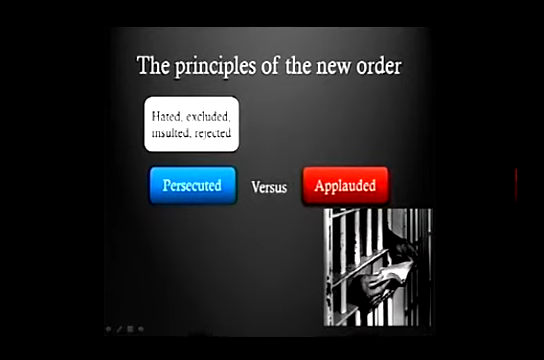 The principles of the new order
Hated, excluded,
insulted, rejected
Persecuted Versus Applauded